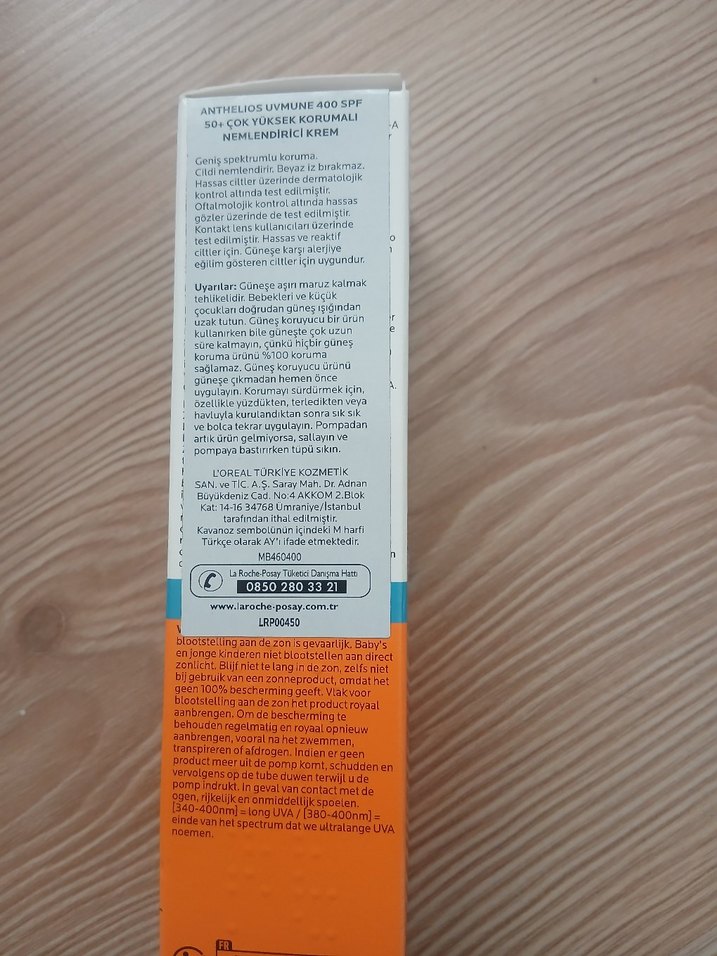 ANTHELIOS UVMUNE 400 SPF
50+ ÇOK YÜKSEK KORUMALI
NEMLENDİRİCİ KREM
Geniş spektrumlu koruma.
Cildi nemlendirir. Beyaz iz bırakmaz.
Hassas ciltler üzerinde dermatolojik
kontrol altında test edilmiştir.
Oftalmolojik kontrol altında hassas
gözler üzerinde de test edilmiştir.
Kontakt lens kullanıcıları üzerinde
test edilmiştir. Hassas ve reaktif
ciltler için. Güneşe karşı alerjiye
eğilim gösteren ciltler için uygundur.
Uyarılar: Güneşe aşırı maruz kalmak
tehlikelidir. Bebekleri ve küçük
çocukları doğrudan güneş ışığından
uzak tutun. Güneş koruyucu bir ürün
kullanırken bile güneşte çok uzun
süre kalmayın, çünkü hiçbir güneş
koruma ürünü %100 koruma
sağlamaz. Güneş koruyucu ürünü
güneşe çıkmadan hemen önce
uygulayın. Korumayı sürdürmek için,
özellikle yüzdükten, terledikten veya
havluyla kurulandıktan sonra sık sık
ve bolca tekrar uygulayın. Pompadan
artık ürün gelmiyorsa, sallayın ve
pompaya bastırırken tüpü sıkın.
L'OREAL TÜRKİYE KOZMETİK
SAN. ve TİC. A.Ş. Saray Mah. Dr. Adnan
Büyükdeniz Cad. No:4 AKKOM 2.Blok
Kat: 14-16 34768 Ümraniye/İstanbul
tarafından ithal edilmiştir.
Kavanoz sembolünün içindeki M harfi
Türkçe olarak AY'ı ifade etmektedir.
MB460400
La Roche-Posay Tüketici Danışma Hattı
0850 280 33 21
www.laroche-posay.com.tr
LRP00450
blootstelling aan de zon is gevaarlijk. Baby's
en jonge kinderen niet blootstellen aan direct
zonlicht. Blijf niet te lang in de zon, zelfs niet
bij gebruik van een zonneproduct, omdat het
geen 100% bescherming geeft. Vlak voor
blootstelling aan de zon het product royaal
aanbrengen. Om de bescherming te
behouden regelmatig en royaal opnieuw
aanbrengen, vooral na het zwemmen,
transpireren of afdrogen. Indien er geen
product meer uit de pomp komt, schudden en
vervolgens op de tube duwen terwijl u de
pomp indrukt. In geval van contact met de
ogen, rijkelijk en onmiddellijk spoelen.
[340-400nm] = long UVA / [380-400nm] =
einde van het spectrum dat we ultralange UVA
noemen.
FR